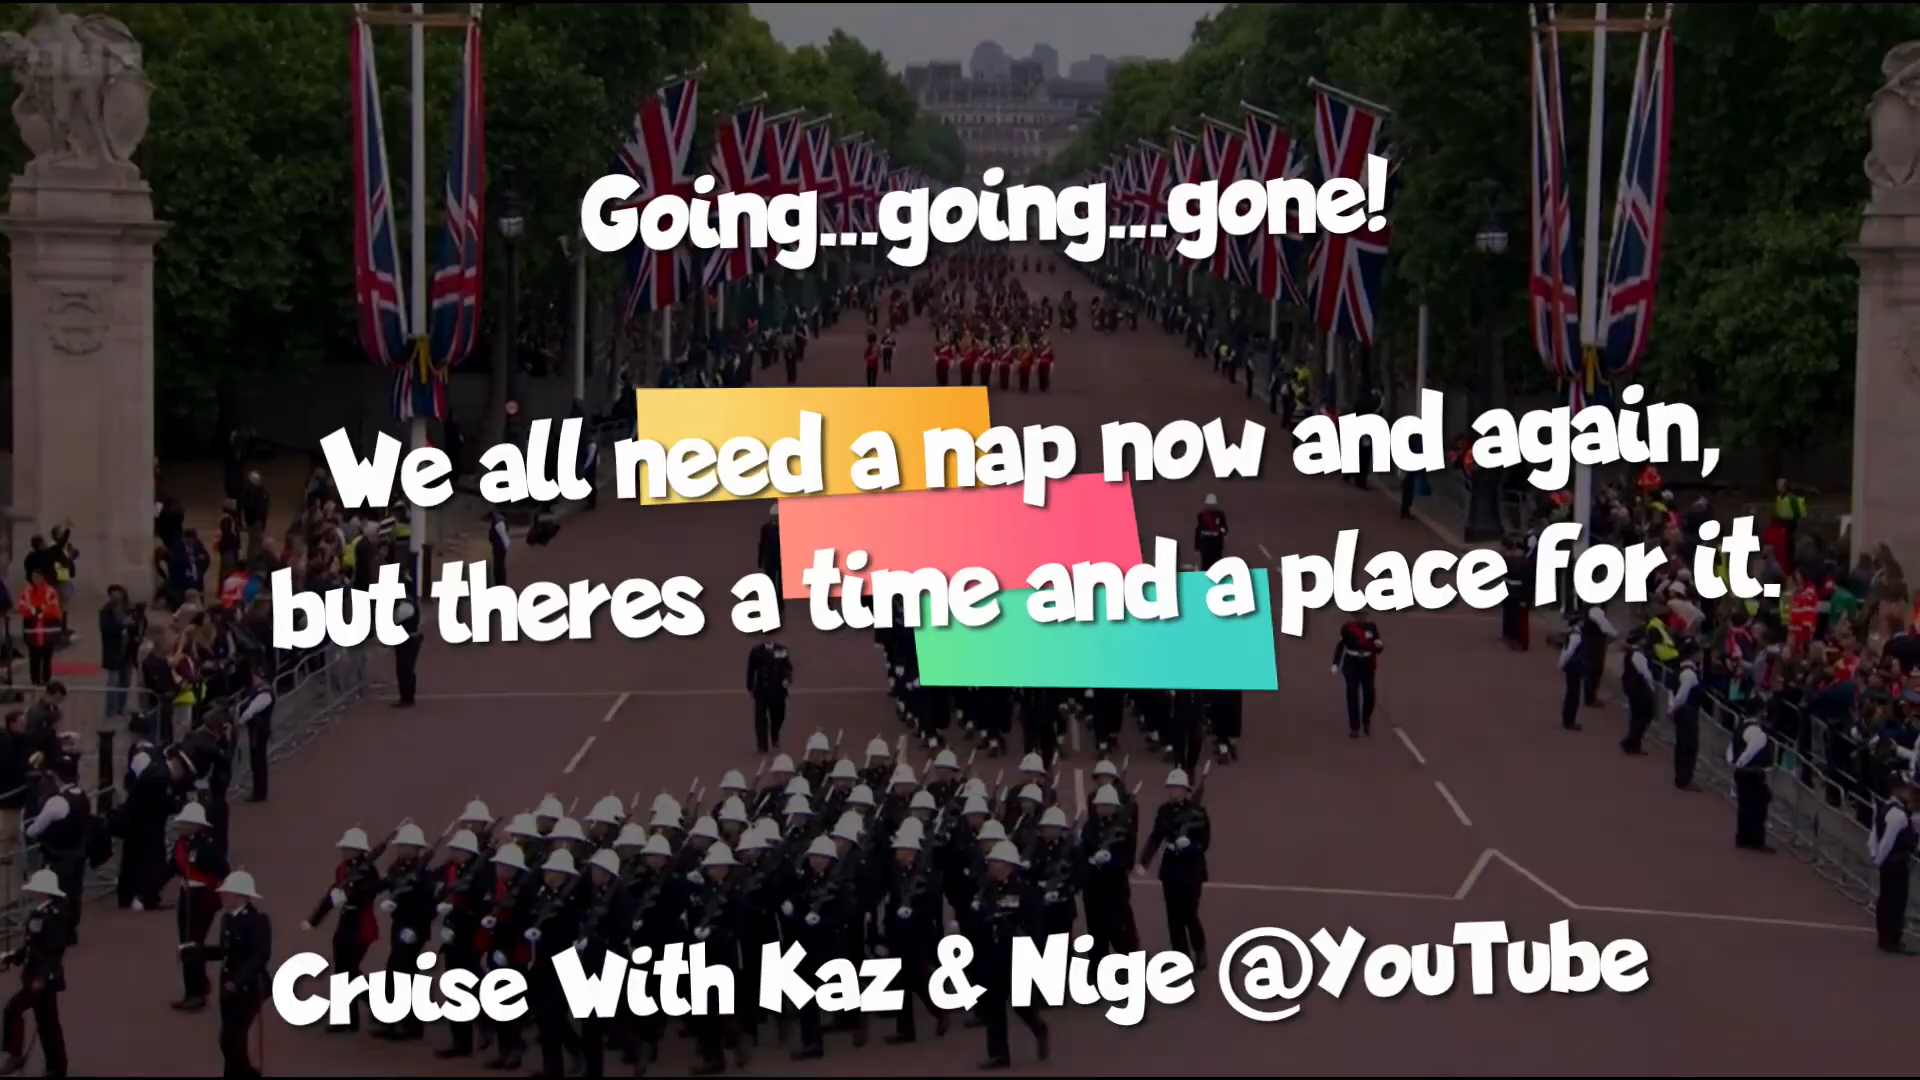 Going...going...gone!
We all need a nap now and again,
but theres a time and a place for it.
Cruise With Kaz & Nige @YouTube